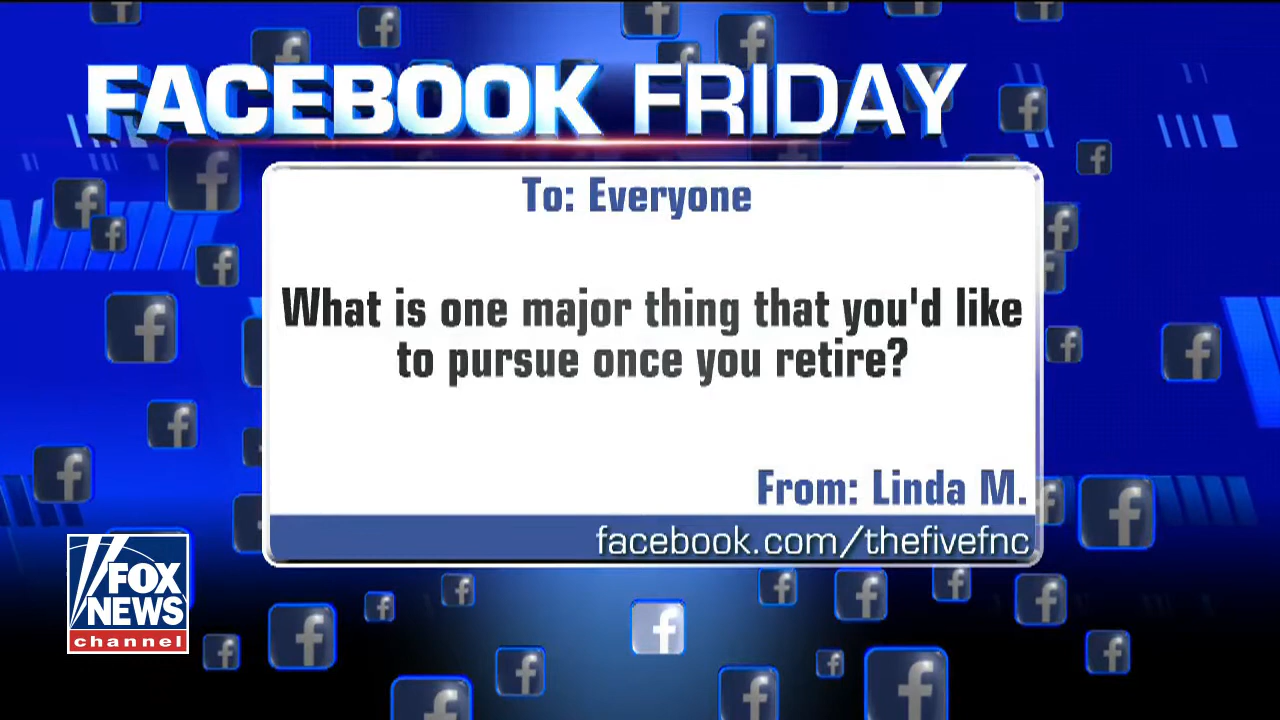 FACEBOOK FRIDAY
To: Everyone
What is one major thing that you'd like
to pursue once you retire?
From: Linda M.
facebook.com/thefivefnc
FOX
NEWS
channel